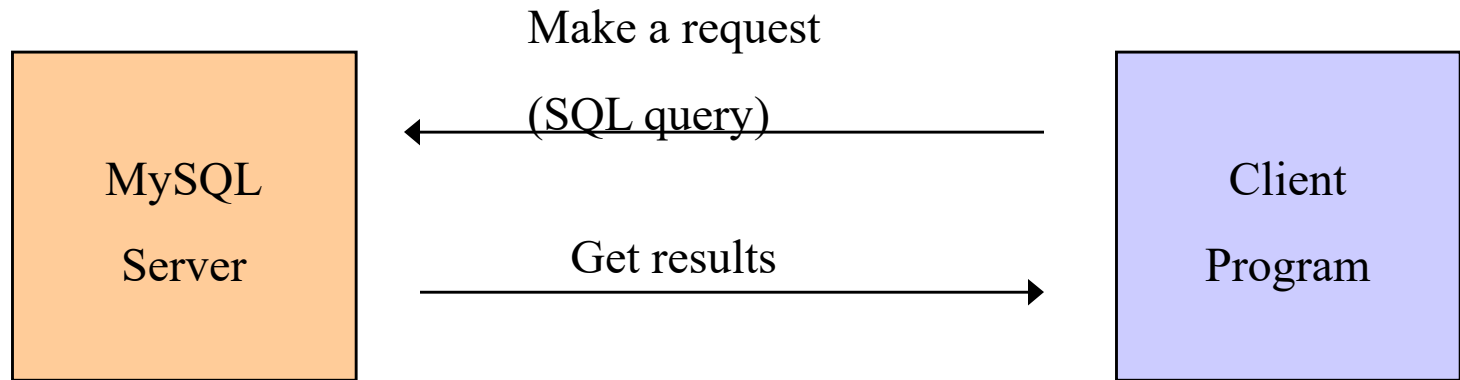 Make a request
(SQL query)
MySQL
Server
Get results
Client
Program